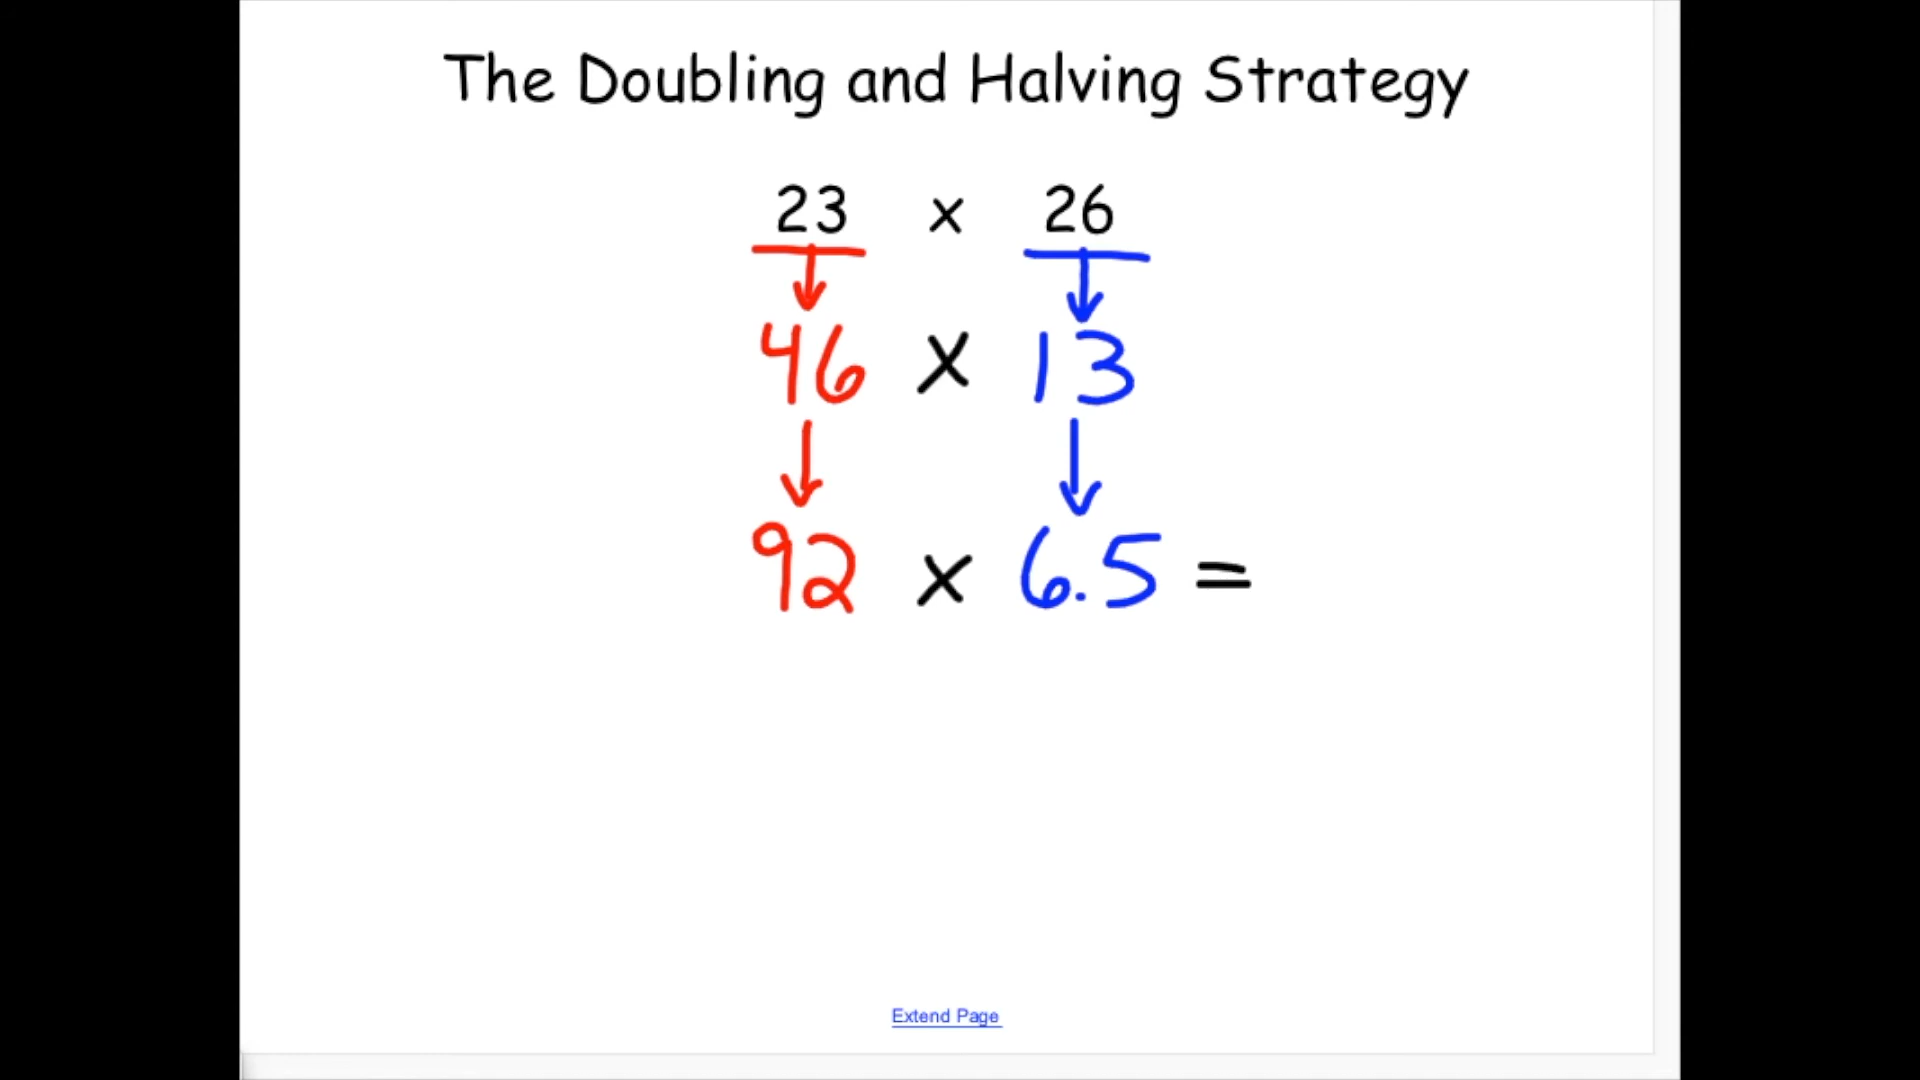 The Doubling and Halving Strategy
23 x 26
46 x 13
92 x 6.5 =
Extend Page